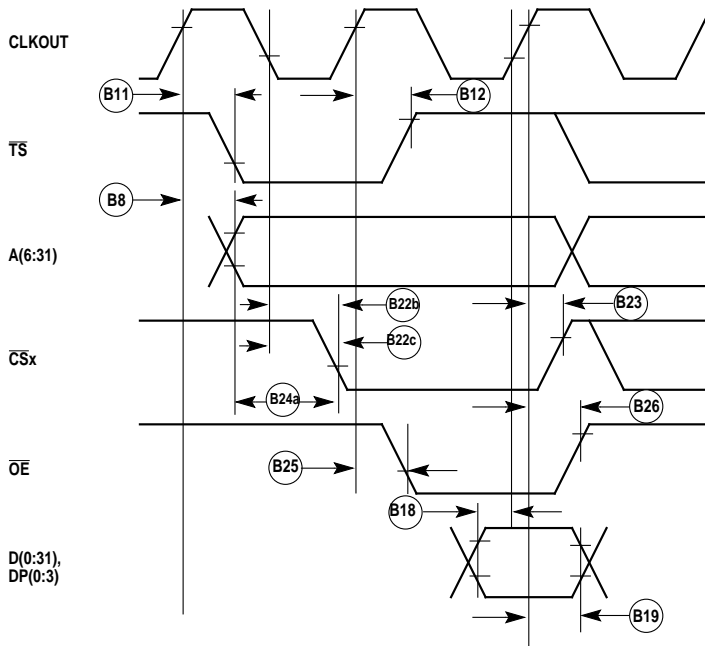 CLKOUT
B11
B12
TS
B8
A(6:31)
B22b
B23
B22c
CSx
B24a
B26
B25
OE
B18
D(0:31),
DP(0:3)
B19